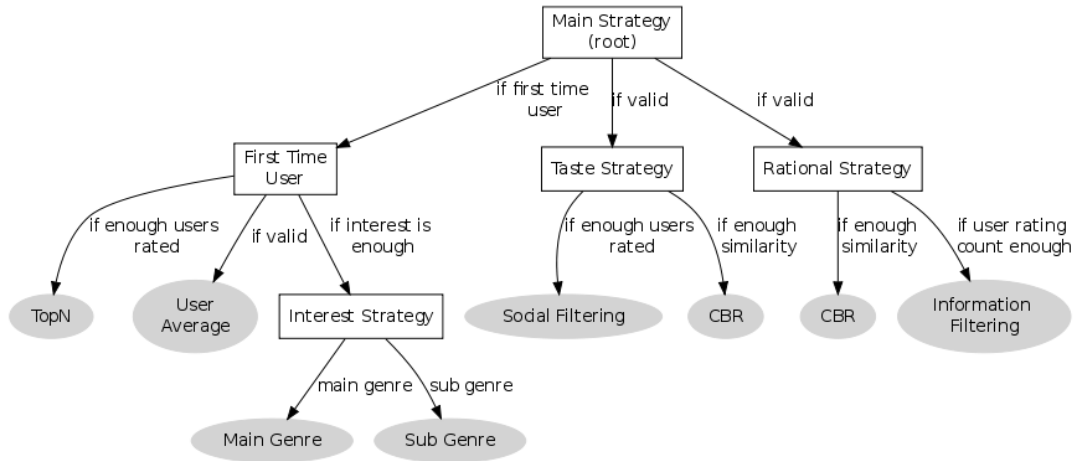 Main Strategy
(root)
if first time
user
if valid
if valid
First Time
User
Taste Strategy
Rational Strategy
if enough users
rated
if valid
if interest is
enough
if enough users
rated
if enough
similarity
if enough
similarity
if user rating
count enough
TopN
User
Average
Interest Strategy
Social Filtering
CBR
CBR
Information
Filtering
main genre
sub genre
Main Genre
Sub Genre